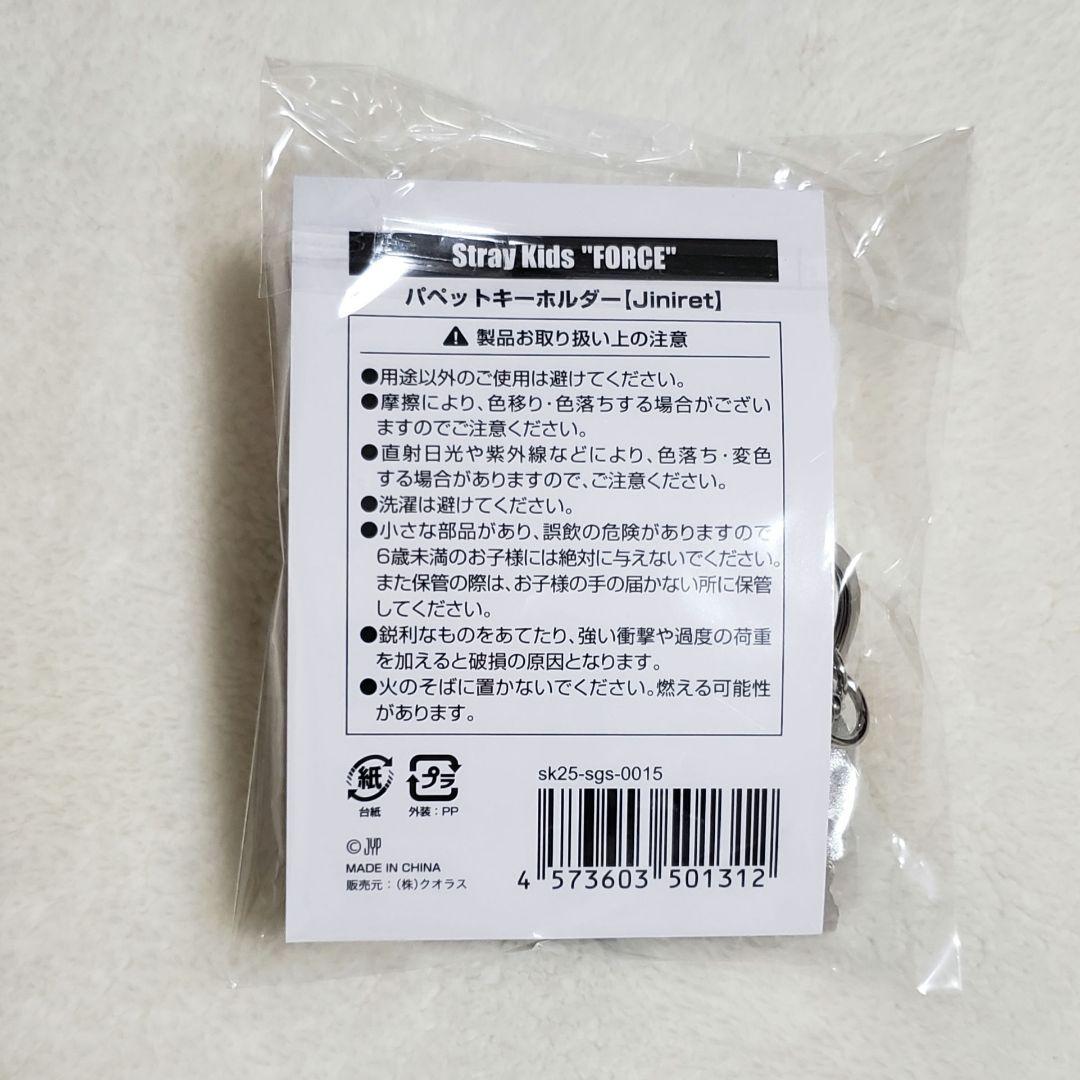 Stray Kids "FORCE"
パペットキーホルダー【Jiniret】
製品お取り扱い上の注意
●用途以外のご使用は避けてください。
●摩擦により、色移り・色落ちする場合がござい
ますのでご注意ください。
●直射日光や紫外線などにより、色落ち・変色
する場合がありますので、ご注意ください。
●洗濯は避けてください。
●小さな部品があり、誤飲の危険がありますので
6歳未満のお子様には絶対に与えないでください。
また保管の際は、お子様の手の届かない所に保管
してください。
●鋭利なものをあてたり、強い衝撃や過度の荷重
を加えると破損の原因となります。
●火のそばに置かないでください。燃える可能性
があります。
紙 プラ
台紙 外装：PP
sk25-sgs-0015
©JYP
MADE IN CHINA
販売元：（株）クオラス
4 573603 501312